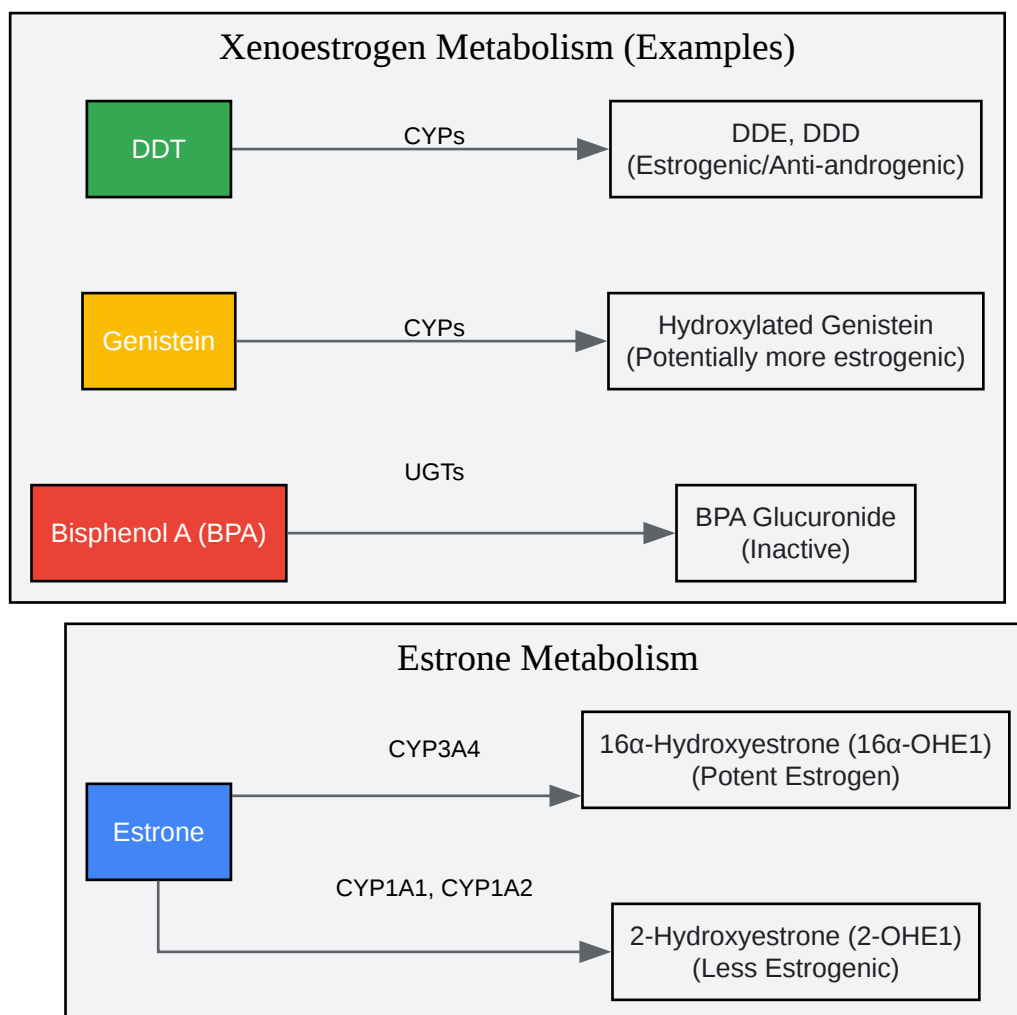 Xenoestrogen Metabolism (Examples)
DDT
CYPs
DDE, DDD
(Estrogenic/Anti-androgenic)
Genistein
CYPs
Hydroxylated Genistein
(Potentially more estrogenic)
UGTs
Bisphenol A (BPA)
BPA Glucuronide
(Inactive)
Estrone Metabolism
CYP3A4
16α-Hydroxyestrone (16α-OHE1)
(Potent Estrogen)
Estrone
CYP1A1, CYP1A2
2-Hydroxyestrone (2-OHE1)
(Less Estrogenic)